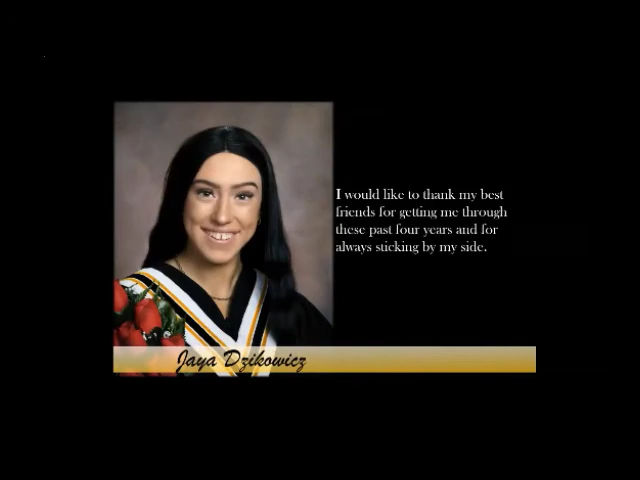 I would like to thank my best
friends for getting me through
these past four years and for
always sticking by my side.
Jaya Dzikowicz